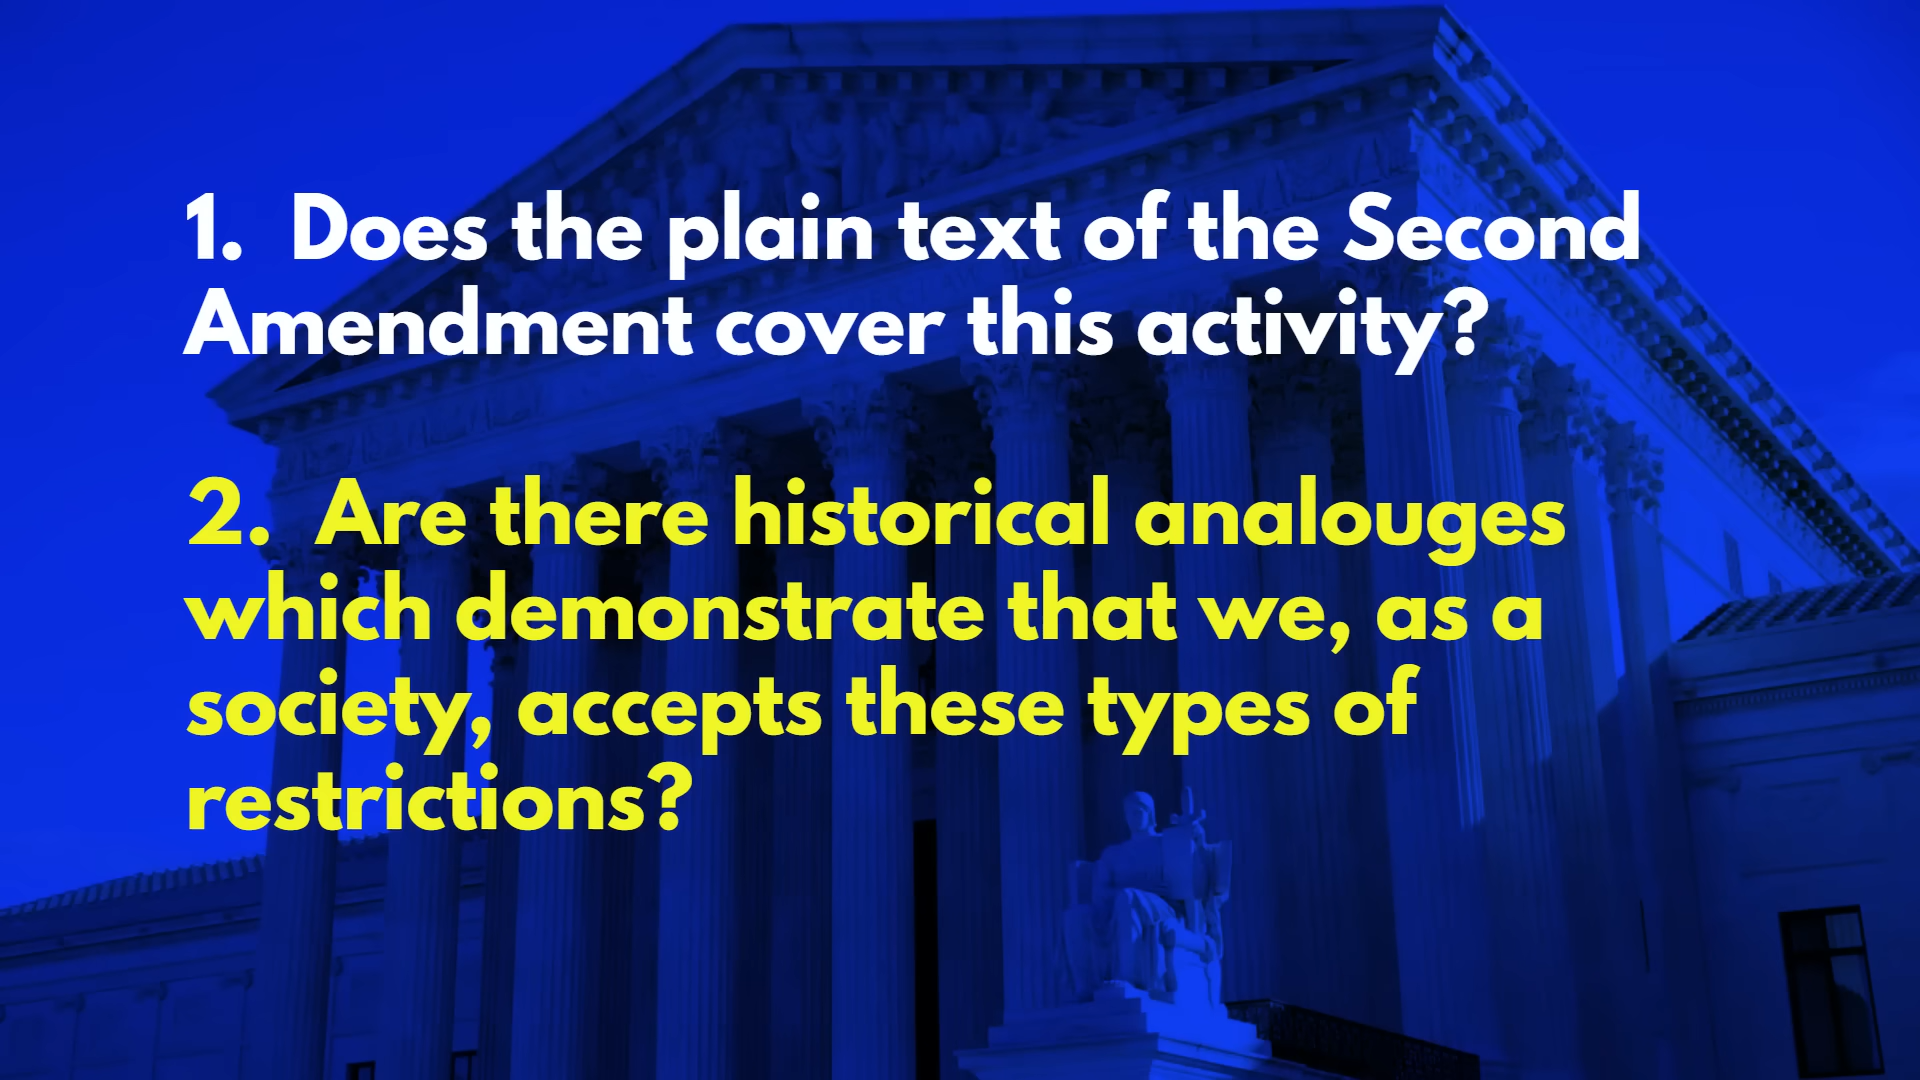 1. Does the plain text of the Second
Amendment cover this activity?
2. Are there historical analouges
which demonstrate that we, as a
society, accepts these types of
restrictions?